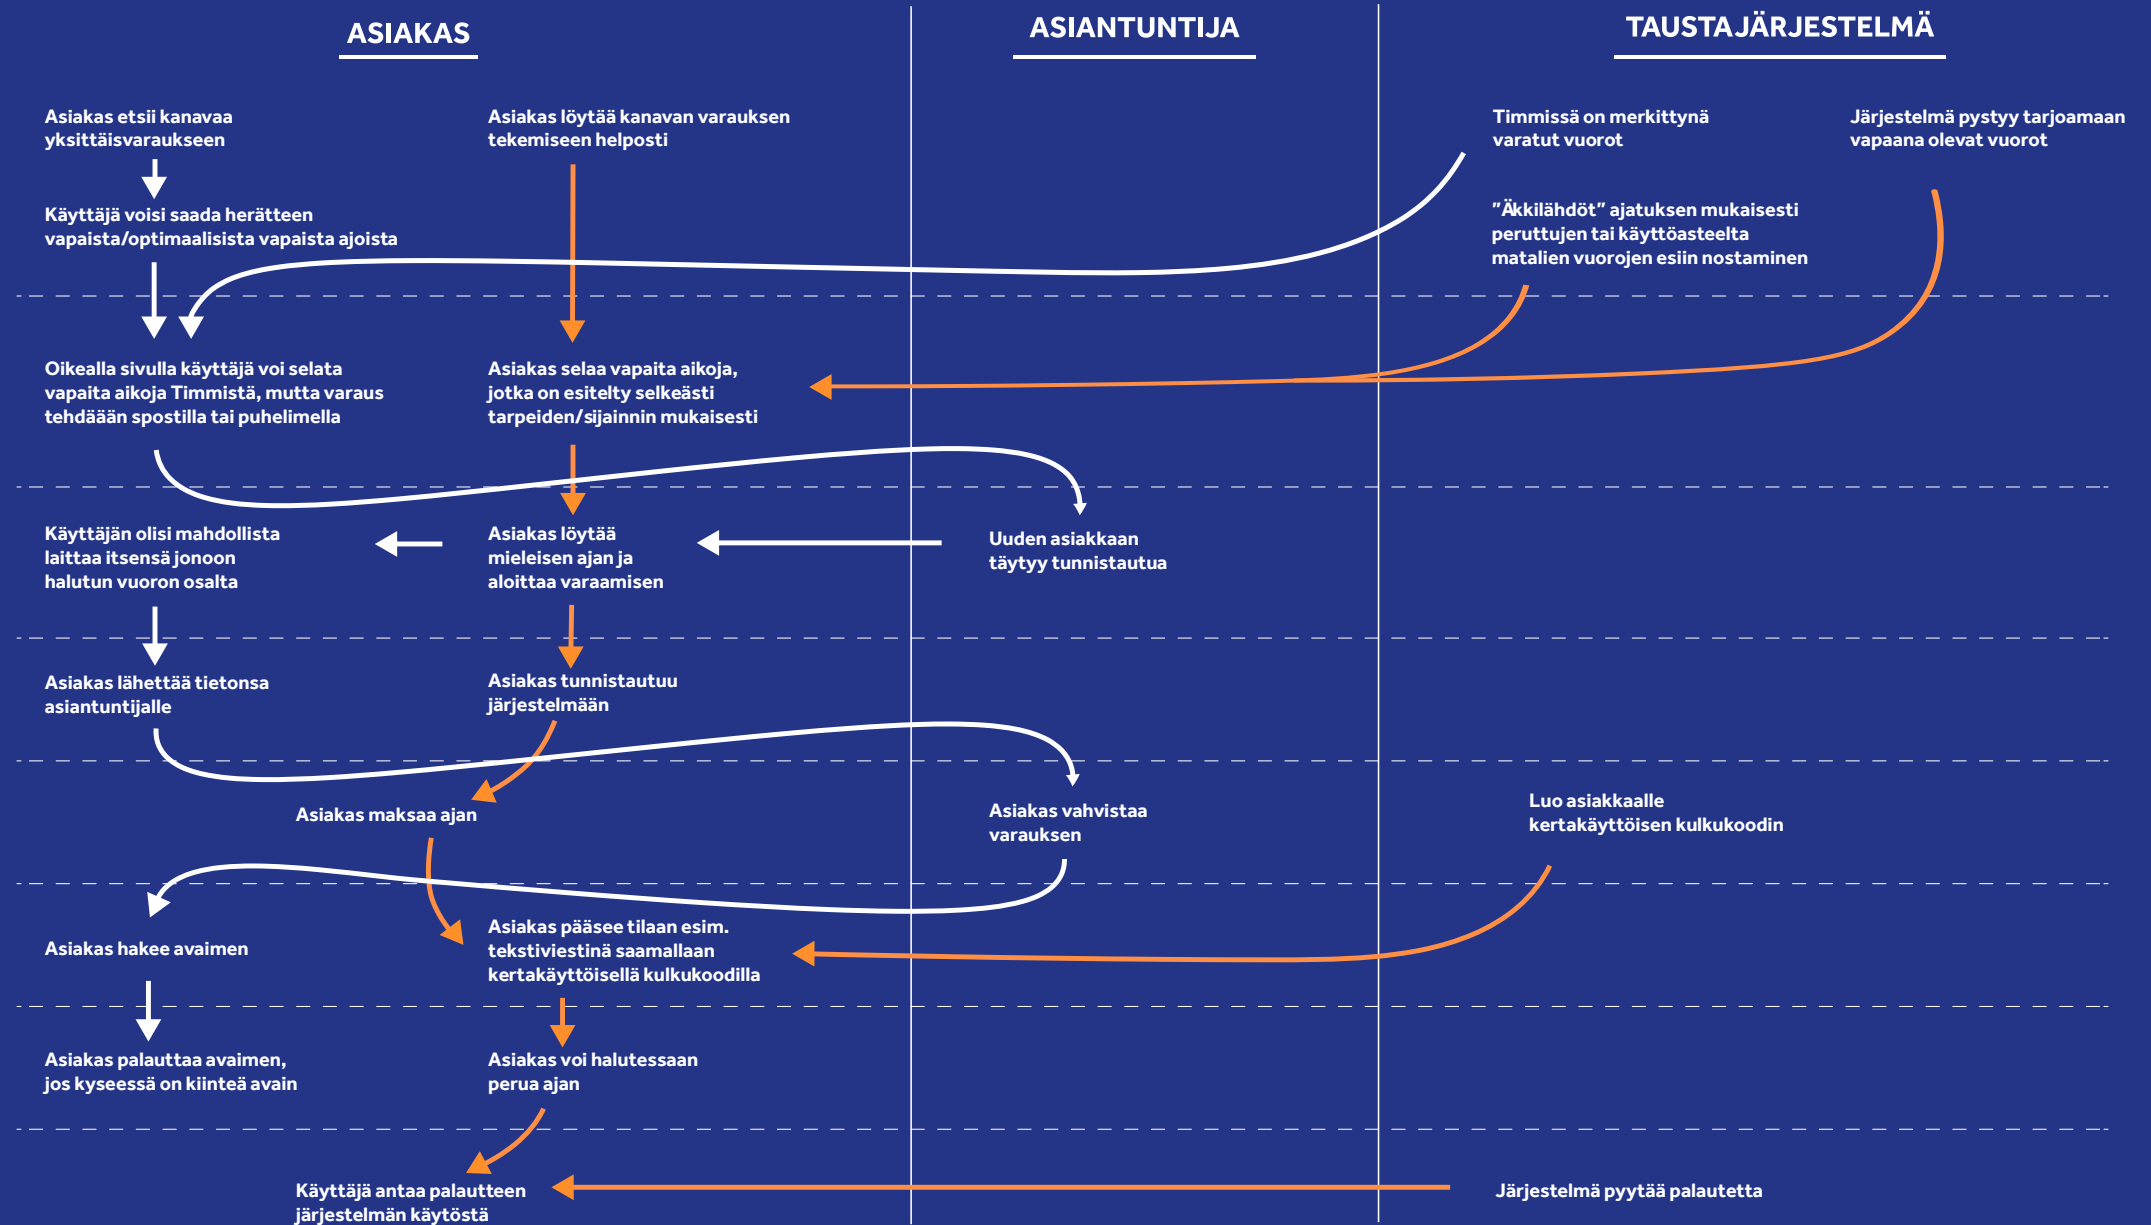 ASIAKAS
ASIANTUNTIJA
TAUSTAJÄRJESTELMÄ
Asiakas etsii kanavaa
yksittäisvaraukseen
Asiakas löytää kanavan varauksen
tekemiseen helposti
Timmissä on merkittynä
varatut vuorot
Järjestelmä pystyy tarjoamaan
vapaana olevat vuorot
Käyttäjä voisi saada herätteen
vapaista/optimaalisista vapaista ajoista
”Äkkilähdöt” ajatuksen mukaisesti
peruttujen tai käyttöasteelta
matalien vuorojen esiin nostaminen
Oikealla sivulla käyttäjä voi selata
vapaita aikoja Timmistä, mutta varaus
tehdäään spostilla tai puhelimella
Asiakas selaa vapaita aikoja,
jotka on esitelty selkeästi
tarpeiden/sijainnin mukaisesti
Käyttäjän olisi mahdollista
laittaa itsensä jonoon
halutun vuoron osalta
Asiakas löytää
mieleisen ajan ja
aloittaa varaamisen
Uuden asiakkaan
täytyy tunnistautua
Asiakas lähettää tietonsa
asiantuntijalle
Asiakas tunnistautuu
järjestelmään
Asiakas maksaa ajan
Asiakas vahvistaa
varauksen
Luo asiakkaalle
kertakäyttöisen kulkukoodin
Asiakas hakee avaimen
Asiakas pääsee tilaan esim.
tekstiviestinä saamallaan
kertakäyttöisellä kulkukoodilla
Asiakas palauttaa avaimen,
jos kyseessä on kiinteä avain
Asiakas voi halutessaan
perua ajan
Käyttäjä antaa palautteen
järjestelmän käytöstä
Järjestelmä pyytää palautetta